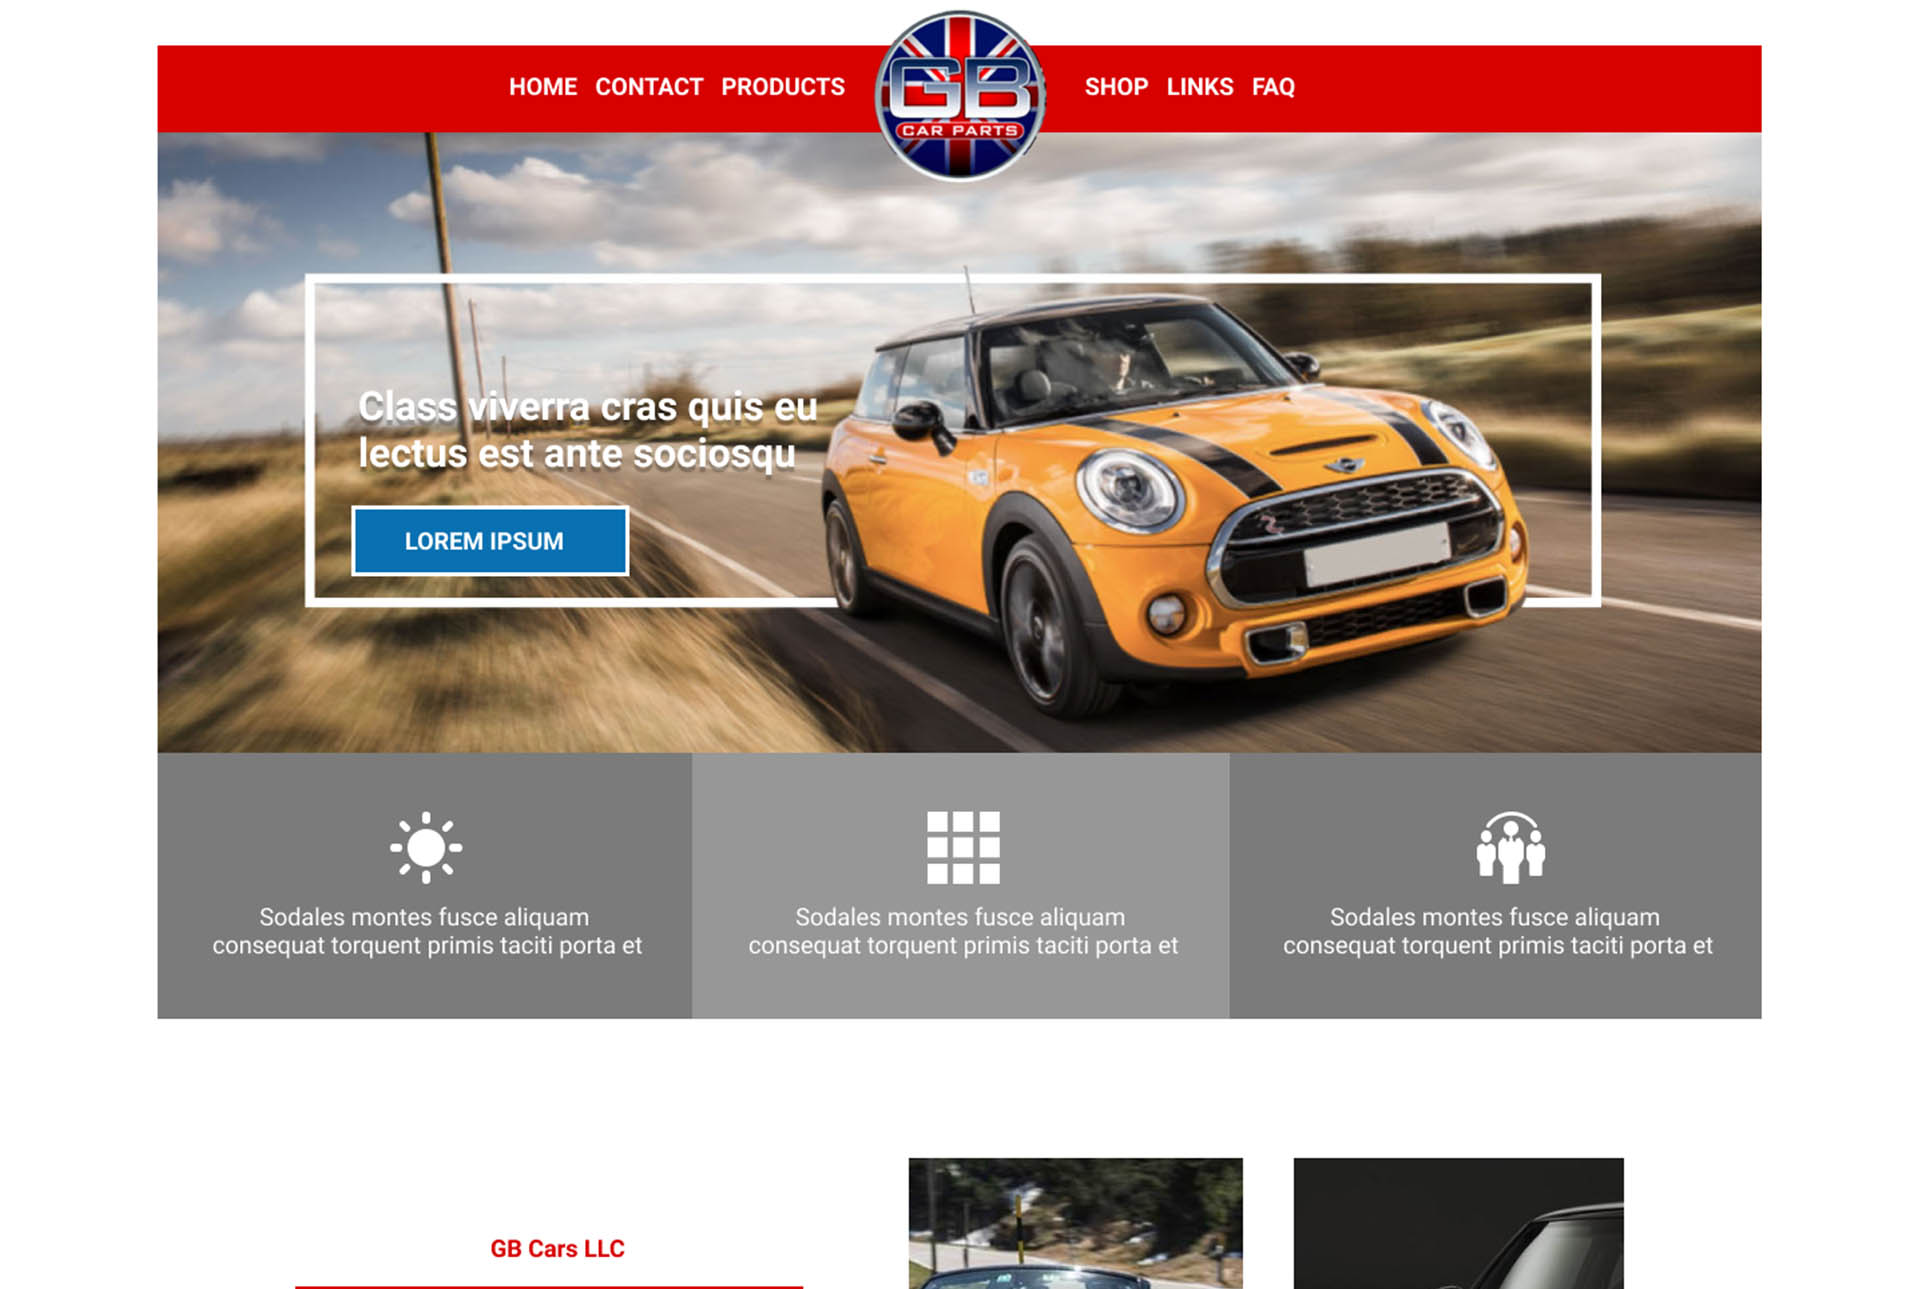 HOME CONTACT PRODUCTS
GB
CAR PARTS
SHOP LINKS FAQ
Class viverra cras quis eu
lectus est ante sociosqu
LOREM IPSUM
Sodales montes fusce aliquam
consequat torquent primis taciti porta et
Sodales montes fusce aliquam
consequat torquent primis taciti porta et
Sodales montes fusce aliquam
consequat torquent primis taciti porta et
GB Cars LLC